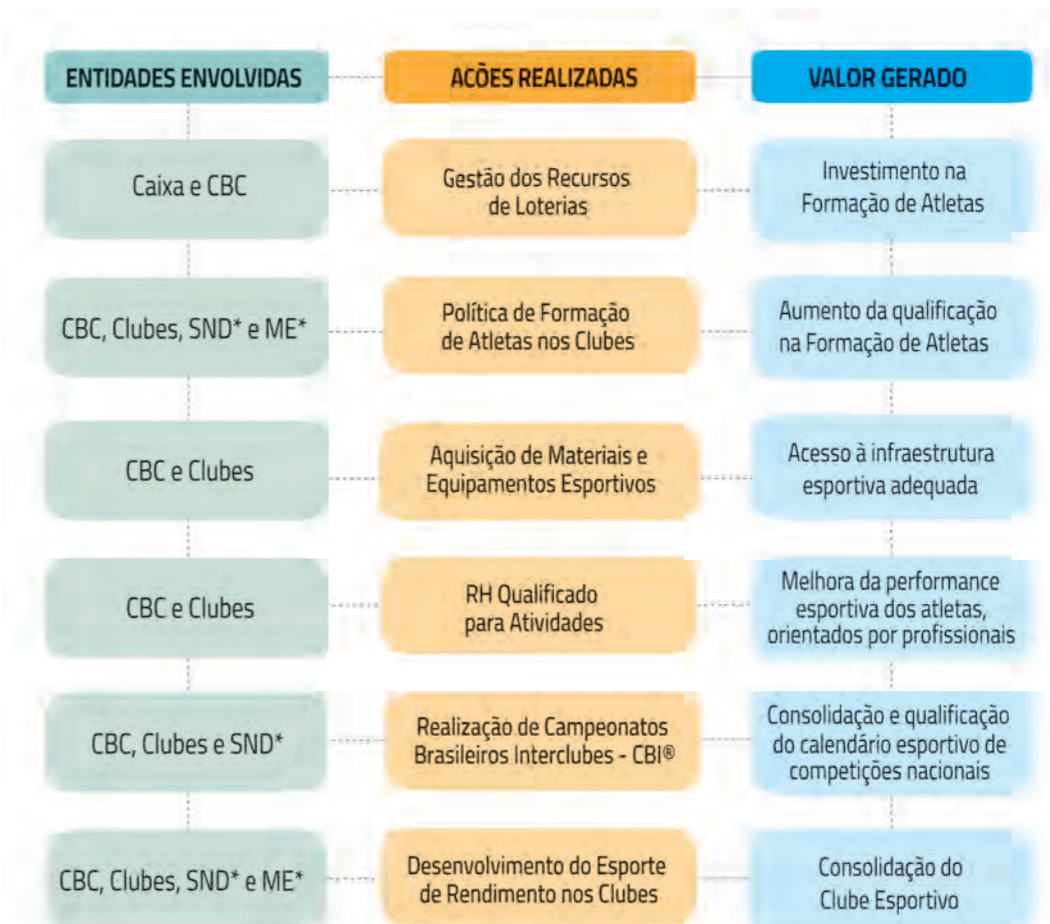 ENTIDADES ENVOLVIDAS
ACÕES REALIZADAS
VALOR GERADO
Caixa e CBC
Gestão dos Recursos
de Loterias
Investimento na
Formação de Atletas
CBC, Clubes, SND* e ME*
Política de Formação
de Atletas nos Clubes
Aumento da qualificação
na Formação de Atletas
CBC e Clubes
Aquisição de Materiais e
Equipamentos Esportivos
Acesso à infraestrutura
esportiva adequada
CBC e Clubes
RH Qualificado
para Atividades
Melhora da performance
esportiva dos atletas,
orientados por profissionais
CBC, Clubes e SND*
Realização de Campeonatos
Brasileiros Interclubes - CBI®
Consolidação e qualificação
do calendário esportivo de
competições nacionais
CBC, Clubes, SND* e ME*
Desenvolvimento do Esporte
de Rendimento nos Clubes
Consolidação do
Clube Esportivo